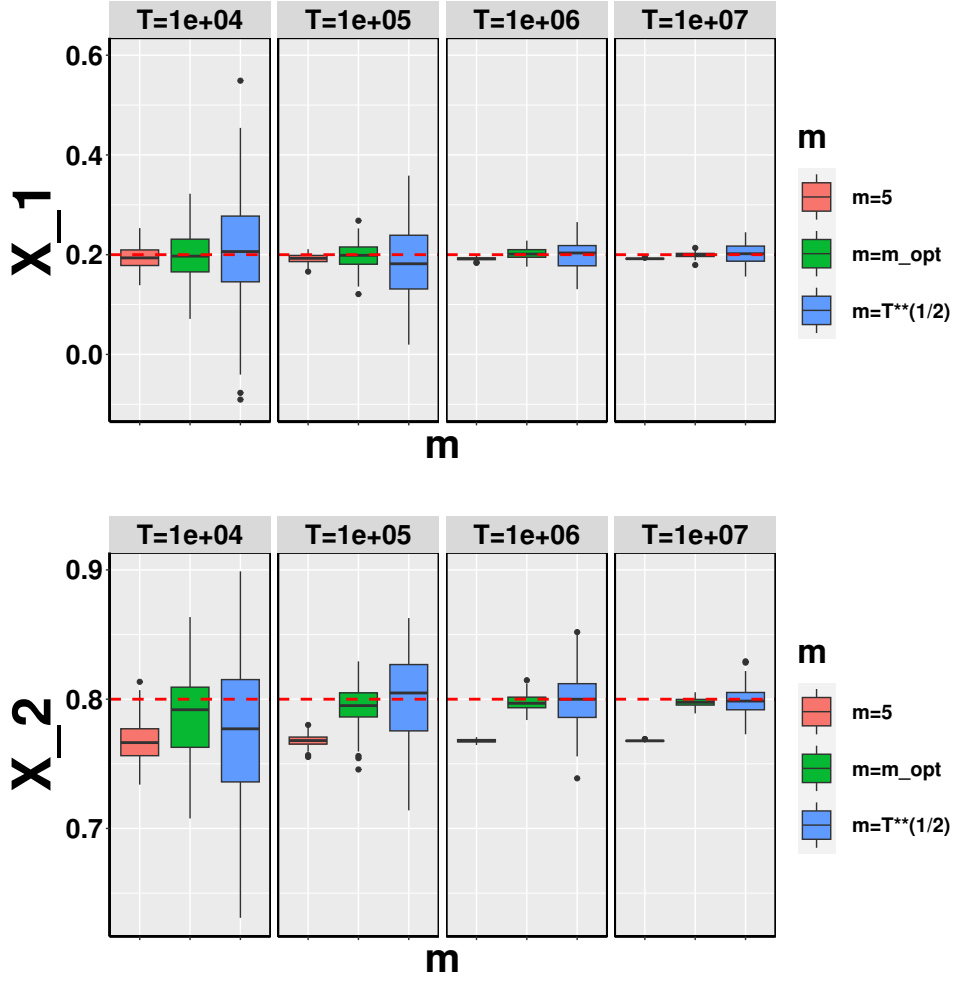 T=1e+04 T=1e+05 T=1e+06 T=1e+07
0.6
0.4
0.2
0.0
X_1
m
m
m=5
m=m_opt
m=T**(1/2)
T=1e+04 T=1e+05 T=1e+06 T=1e+07
0.9
0.8
0.7
X_2
m
m
m=5
m=m_opt
m=T**(1/2)